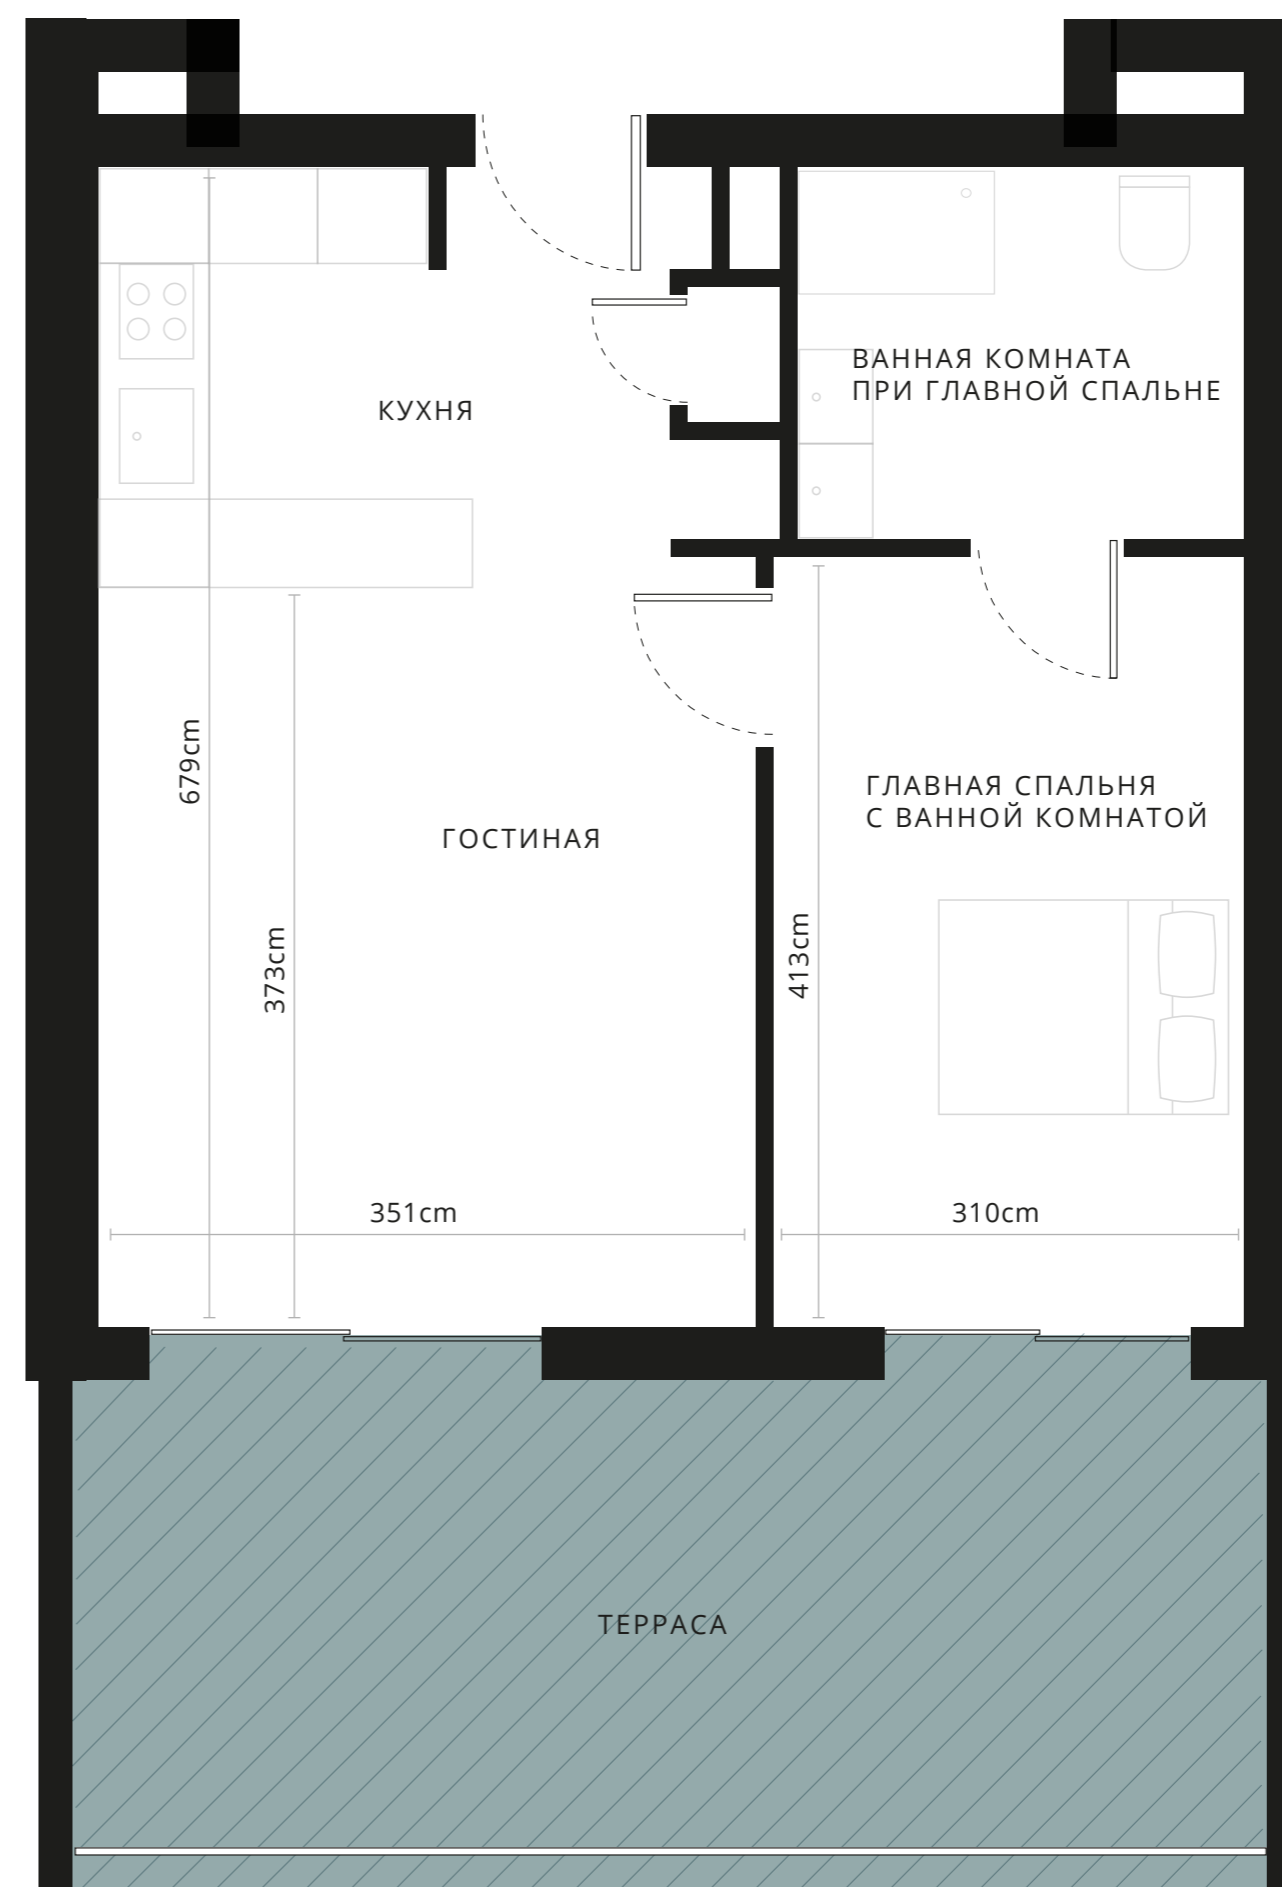 ВАННАЯ КОМНАТА
ПРИ ГЛАВНОЙ СПАЛЬНЕ
КУХНЯ
679cm
ГЛАВНАЯ СПАЛЬНЯ
С ВАННОЙ КОМНАТОЙ
ГОСТИНАЯ
373cm
413cm
351cm
310cm
ТЕРРАСА